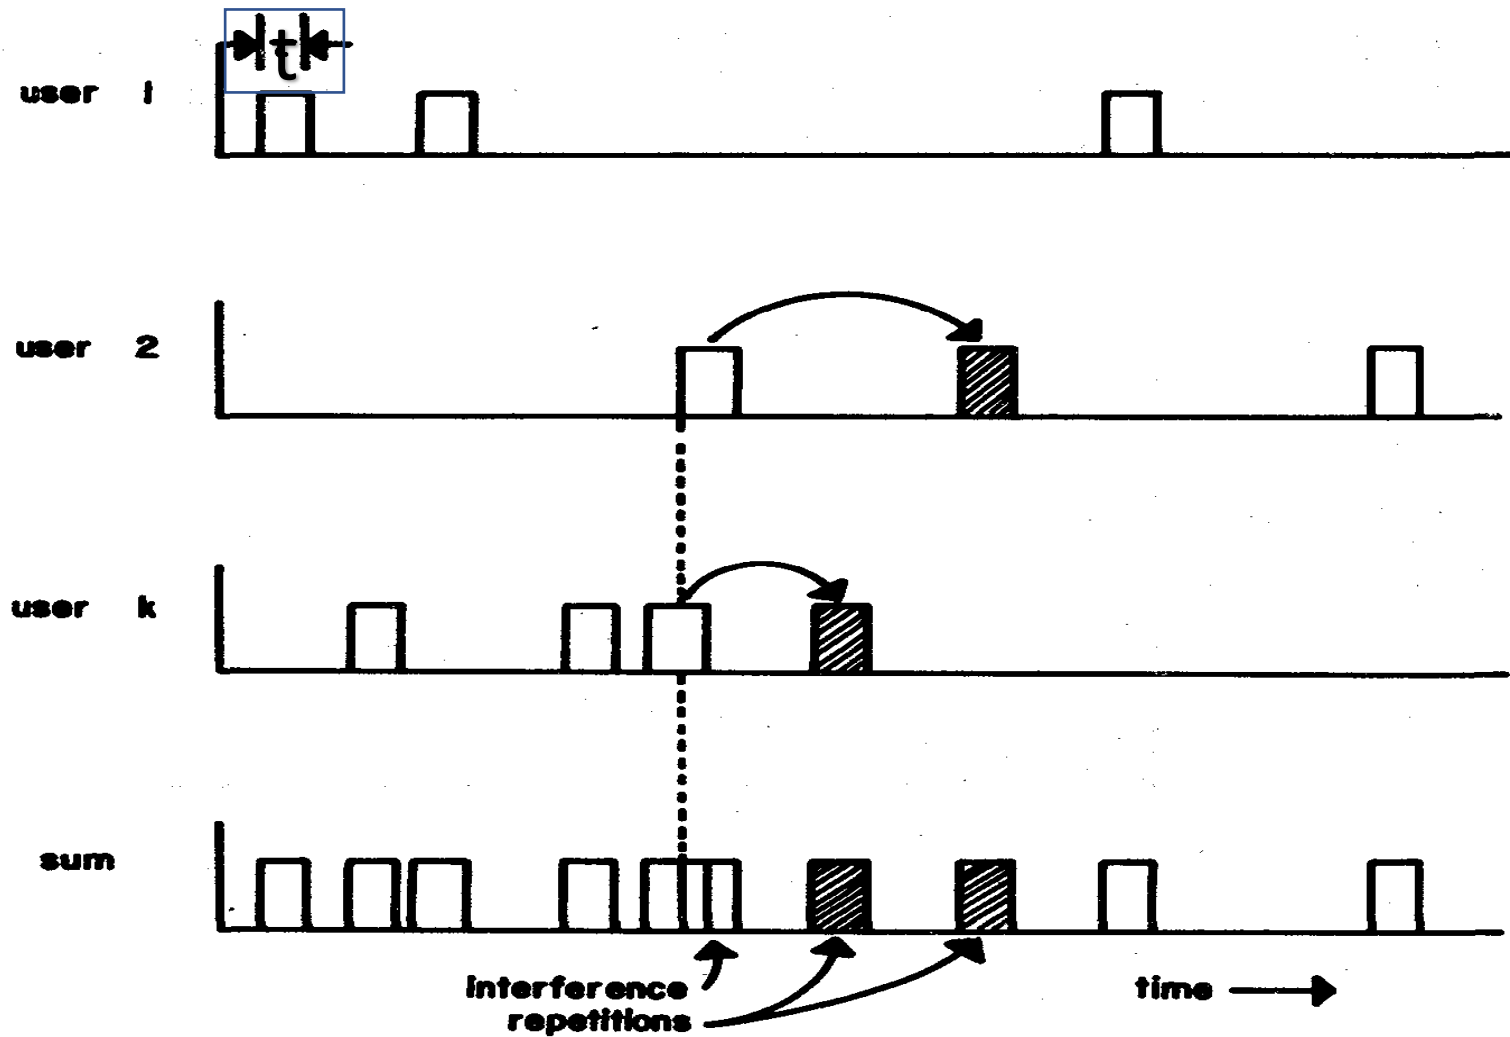 t
user 1
user 2
user k
sum
interference
repetitions
time